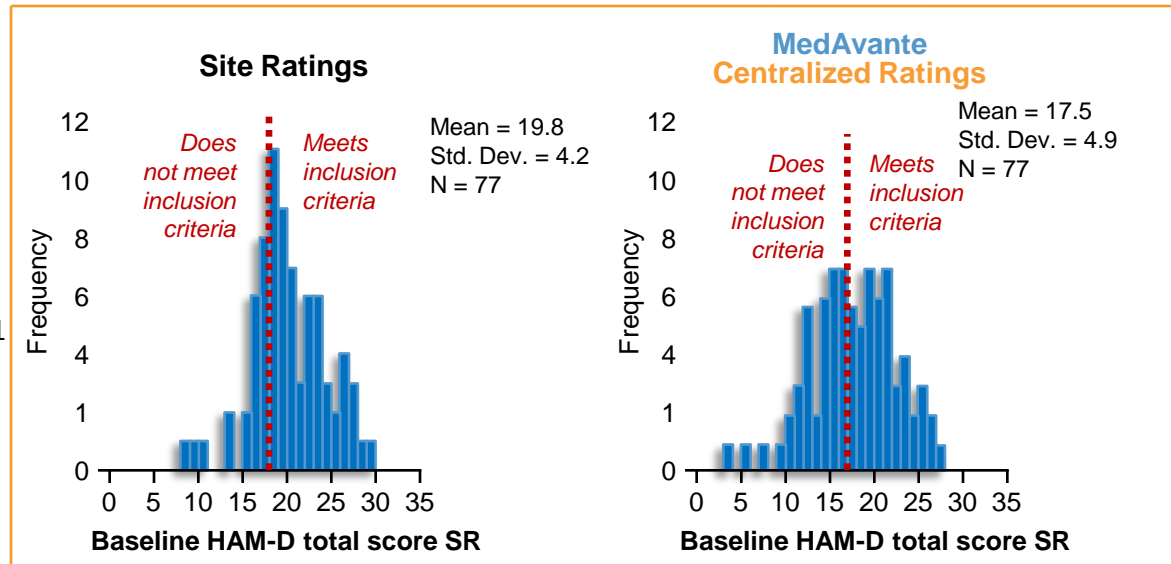 Site Ratings
Mean = 19.8
Std. Dev. = 4.2
N = 77
Does
not meet
inclusion
criteria
Meets
inclusion
criteria
Frequency
12
10
8
6
4
1
0
0 5 10 15 20 25 30 35
Baseline HAM-D total score SR
MedAvante
Centralized Ratings
Mean = 17.5
Std. Dev. = 4.9
N = 77
Does
not meet
inclusion
criteria
Meets
inclusion
criteria
Frequency
12
10
8
6
4
1
0
0 5 10 15 20 25 30 35
Baseline HAM-D total score SR